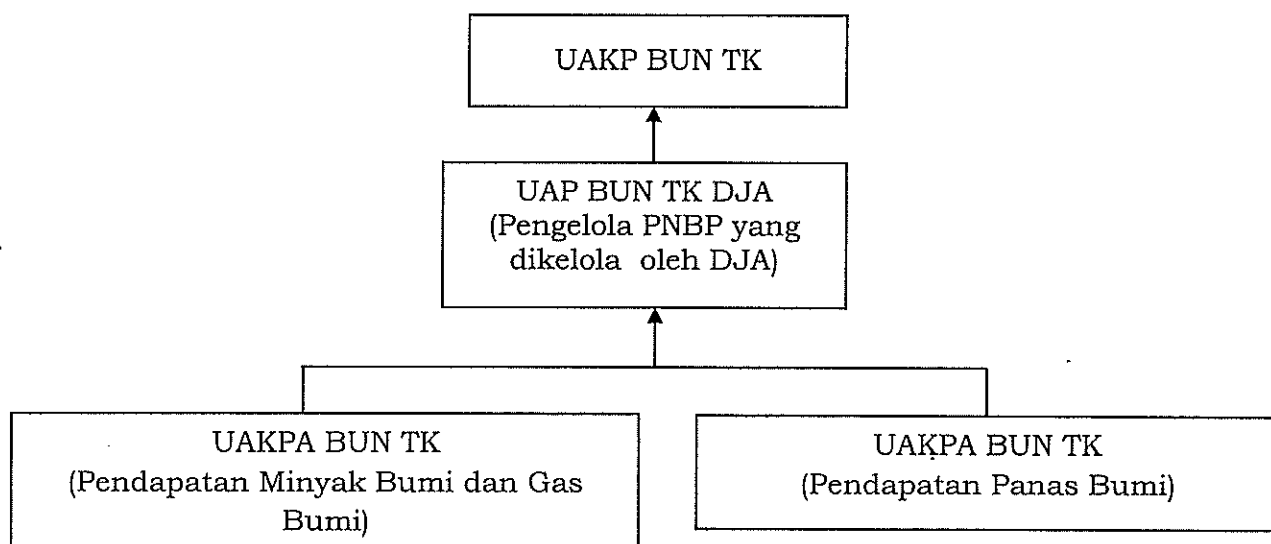 UAKP BUN TK
UAP BUN TK DJA
(Pengelola PNBP yang
dikelola oleh DJA)
UAKPA BUN TK
(Pendapatan Minyak Bumi dan Gas
Bumi)
UAKPA BUN TK
(Pendapatan Panas Bumi)